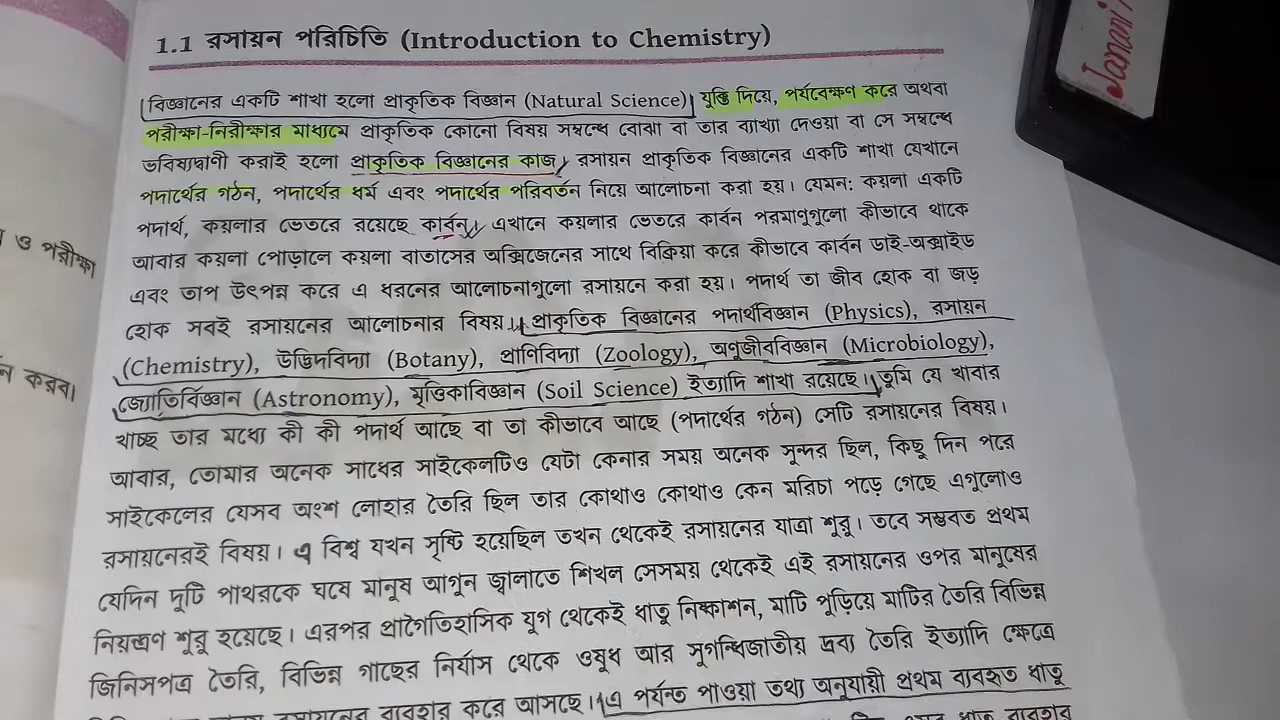 1.1 রসায়ন পরিচিতি (Introduction to Chemistry)
বিজ্ঞানের একটি শাখা হলো প্রাকৃতিক বিজ্ঞান (Natural Science) যুক্তি দিয়ে, পর্যবেক্ষণ করে অথবা
পরীক্ষা-নিরীক্ষার মাধ্যমে প্রাকৃতিক কোনো বিষয় সম্বন্ধে বোঝা বা তার ব্যাখ্যা দেওয়া বা সে সম্বন্ধে
ভবিষ্যদ্বাণী করাই হলো প্রাকৃতিক বিজ্ঞানের কাজ, রসায়ন প্রাকৃতিক বিজ্ঞানের একটি শাখা যেখানে
পদার্থের গঠন, পদার্থের ধর্ম এবং পদার্থের পরিবর্তন নিয়ে আলোচনা করা হয়। যেমন: কয়লা একটি
পদার্থ, কয়লার ভেতরে রয়েছে কার্বন। এখানে কয়লার ভেতরে কার্বন পরমাণুগুলো কীভাবে থাকে
আবার কয়লা পোড়ালে কয়লা বাতাসের অক্সিজেনের সাথে বিক্রিয়া করে কীভাবে কার্বন ডাই-অক্সাইড
এবং তাপ উৎপন্ন করে এ ধরনের আলোচনাগুলো রসায়নে করা হয়। পদার্থ তা জীব হোক বা জড়
হোক সবই রসায়নের আলোচনার বিষয়। প্রাকৃতিক বিজ্ঞানের পদার্থবিজ্ঞান (Physics), রসায়ন
(Chemistry), উদ্ভিদবিদ্যা (Botany), প্রাণিবিদ্যা (Zoology), অণুজীববিজ্ঞান (Microbiology),
জ্যোতির্বিজ্ঞান (Astronomy), মৃত্তিকাবিজ্ঞান (Soil Science) ইত্যাদি শাখা রয়েছে। তুমি যে খাবার
খাচ্ছ তার মধ্যে কী কী পদার্থ আছে বা তা কীভাবে আছে (পদার্থের গঠন) সেটি রসায়নের বিষয়।
আবার, তোমার অনেক সাধের সাইকেলটিও যেটা কেনার সময় অনেক সুন্দর ছিল, কিছু দিন পরে
সাইকেলের যেসব অংশ লোহার তৈরি ছিল তার কোথাও কোথাও কেন মরিচা পড়ে গেছে এগুলোও
রসায়নেরই বিষয়। এ বিশ্ব যখন সৃষ্টি হয়েছিল তখন থেকেই রসায়নের যাত্রা শুরু। তবে সম্ভবত প্রথম
যেদিন দুটি পাথরকে ঘষে মানুষ আগুন জ্বালাতে শিখল সেসময় থেকেই এই রসায়নের ওপর মানুষের
নিয়ন্ত্রণ শুরু হয়েছে। এরপর প্রাগৈতিহাসিক যুগ থেকেই ধাতু নিষ্কাশন, মাটি পুড়িয়ে মাটির তৈরি বিভিন্ন
জিনিসপত্র তৈরি, বিভিন্ন গাছের নির্যাস থেকে ওষুধ আর সুগন্ধিজাতীয় দ্রব্য তৈরি ইত্যাদি ক্ষেত্রে
রসায়নের ব্যবহার করে আসছে। এ পর্যন্ত পাওয়া তথ্য অনুযায়ী প্রথম ব্যবহৃত ধাতু
ও পরীক্ষা
করব।
Janani